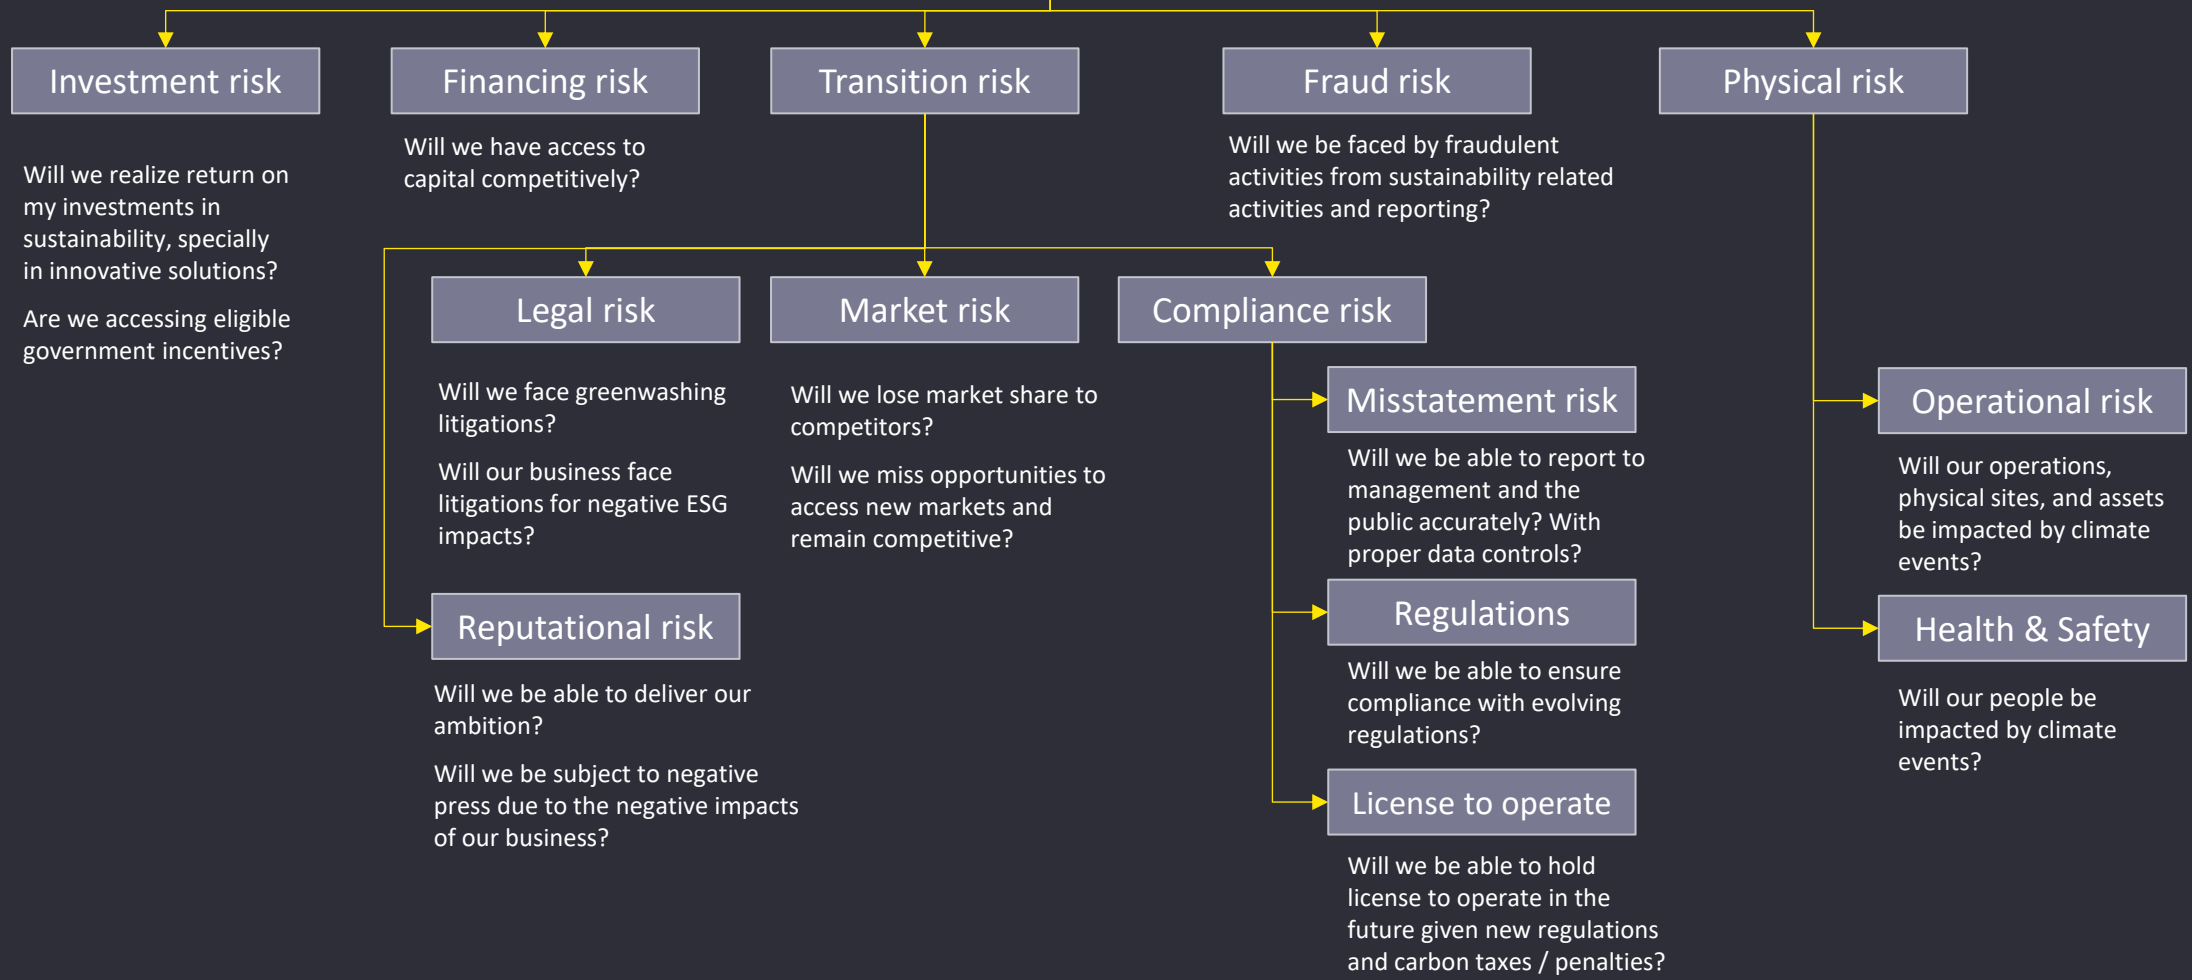 Investment risk
Will we realize return on
my investments in
sustainability, specially
in innovative solutions?
Are we accessing eligible
government incentives?
Financing risk
Will we have access to
capital competitively?
Transition risk
Legal risk
Will we face greenwashing
litigations?
Will our business face
litigations for negative ESG
impacts?
Reputational risk
Will we be able to deliver our
ambition?
Will we be subject to negative
press due to the negative impacts
of our business?
Market risk
Will we lose market share to
competitors?
Will we miss opportunities to
access new markets and
remain competitive?
Compliance risk
Misstatement risk
Will we be able to report to
management and the
public accurately? With
proper data controls?
Regulations
Will we be able to ensure
compliance with evolving
regulations?
License to operate
Will we be able to hold
license to operate in the
future given new regulations
and carbon taxes / penalties?
Fraud risk
Will we be faced by fraudulent
activities from sustainability related
activities and reporting?
Physical risk
Operational risk
Will our operations,
physical sites, and assets
be impacted by climate
events?
Health & Safety
Will our people be
impacted by climate
events?